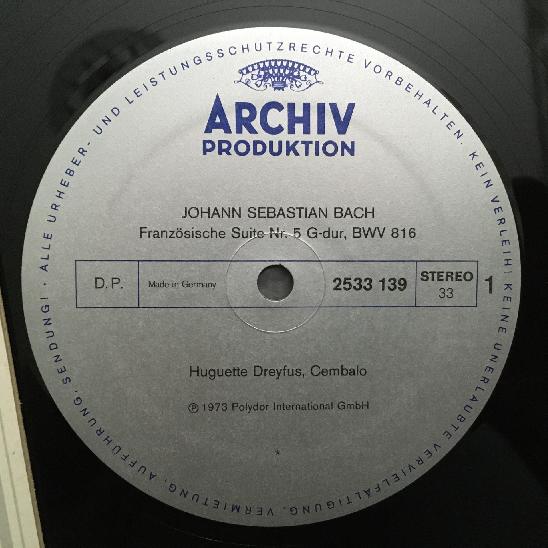 ALLE URHEBER- UND LEISTUNGSSCHUTZRECHTE VORBEHALTEN. KEIN VERLEIH! KEINE UNERLAUBTE VERVIELFÄLTIGUNG, VERMIETUNG, AUFFÜHRUNG, SENDUNG!
ARCHIV
PRODUKTION
JOHANN SEBASTIAN BACH
Französische Suite Nr. 5 G-dur, BWV 816
D.P. Made in Germany 2533 139 STEREO 33 1
Huguette Dreyfus, Cembalo
Ⓟ 1973 Polydor International GmbH
*